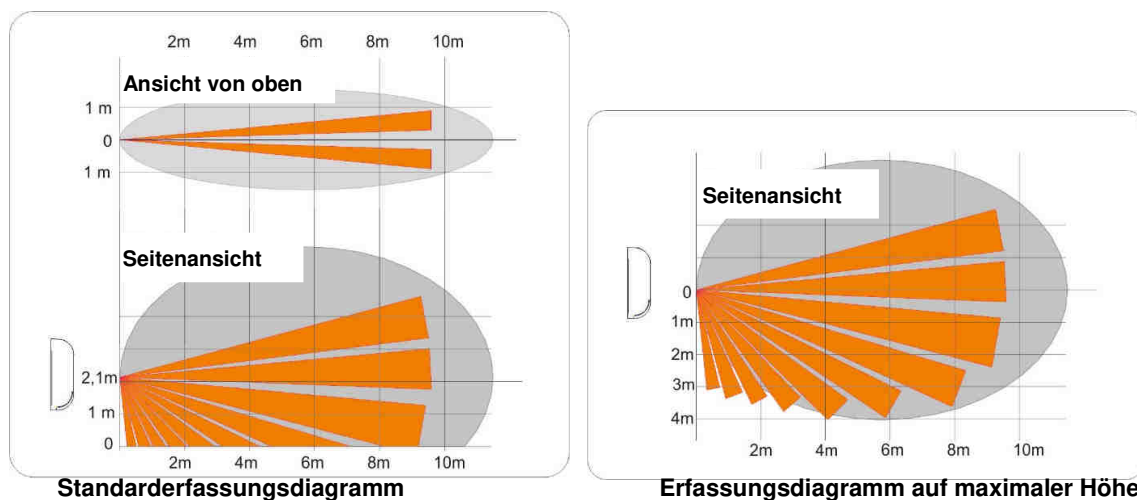 2m 4m 6m 8m 10m
Ansicht von oben
1 m
0
1 m
Seitenansicht
2,1m
1 m
0
2m 4m 6m 8m 10m
Standarderfassungsdiagramm
Seitenansicht
0
1m
2m
3m
4m
2m 4m 6m 8m 10m
Erfassungsdiagramm auf maximaler Höhe